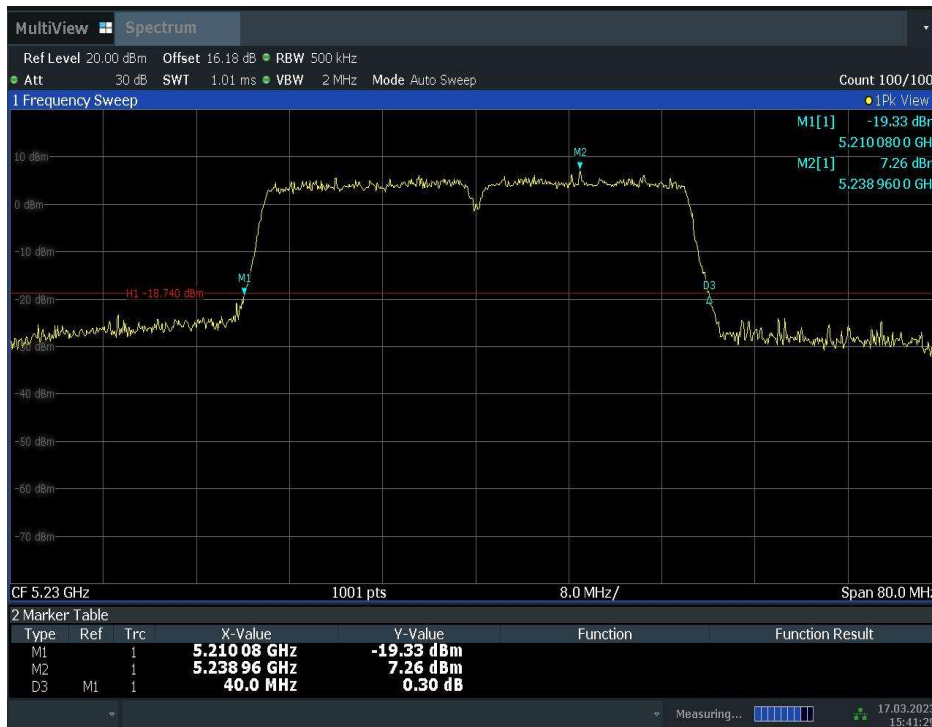 MultiView Spectrum
Ref Level 20.00 dBm Offset 16.18 dB RBW 500 kHz
Att 30 dB SWT 1.01 ms VBW 2 MHz Mode Auto Sweep Count 100/100
1 Frequency Sweep 1Pk View
M1[1] -19.33 dBm
5.210 080 0 GH
M2[1] 7.26 dBm
5.238 960 0 GH
M2
10 dBm
0 dBm
-10 dBm
M1
D3
H1 -18.740 dBm
-20 dBm
-30 dBm
-40 dBm
-50 dBm
-60 dBm
-70 dBm
CF 5.23 GHz 1001 pts 8.0 MHz/ Span 80.0 MHz
2 Marker Table
Type Ref Trc X-Value Y-Value Function Function Result
M1 1 5.210 08 GHz -19.33 dBm
M2 1 5.238 96 GHz 7.26 dBm
D3 M1 1 40.0 MHz 0.30 dB
Measuring... 17.03.2023
15:41:29